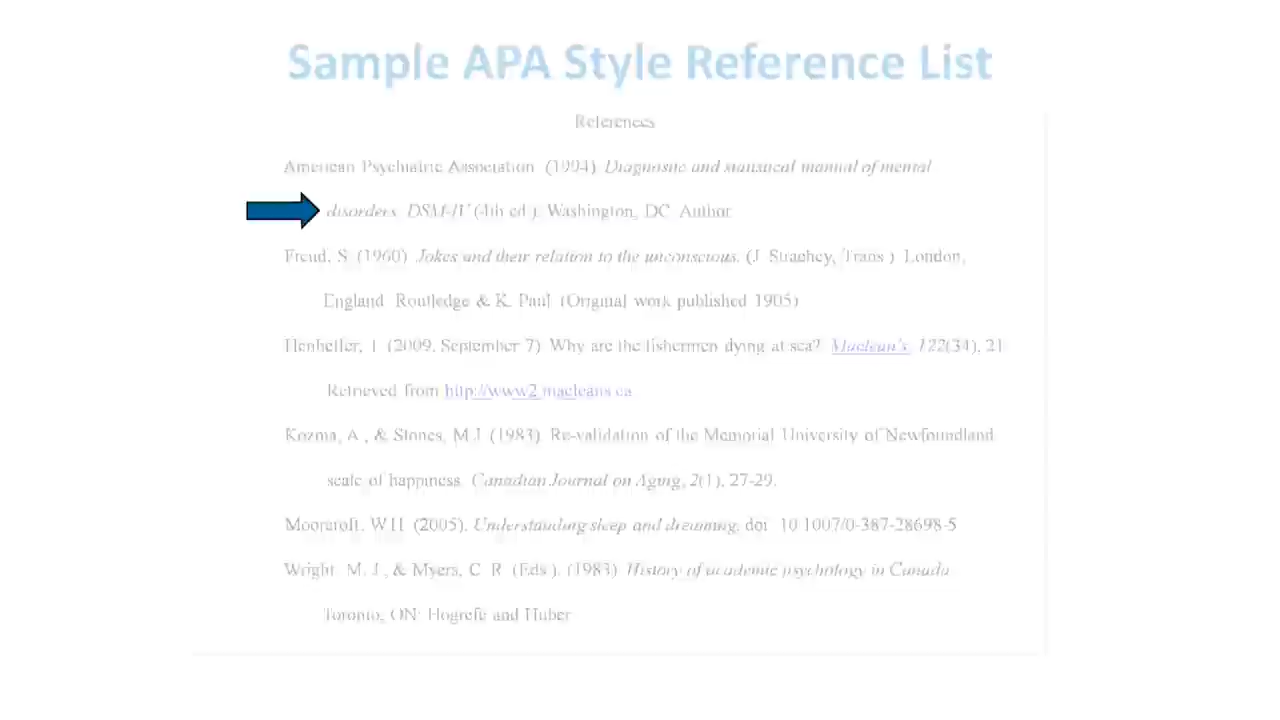 Sample APA Style Reference List
References
American Psychiatric Association. (1994). Diagnostic and statistical manual of mental
disorders: DSM-IV (4th ed.). Washington, DC: Author.
Freud, S. (1960). Jokes and their relation to the unconscious. (J. Strachey, Trans.). London,
England: Routledge & K. Paul. (Original work published 1905)
(2009, September 7). Why are the fishermen dying at sea? Maclean's, 122(34), 21.
Retrieved from http://www2.macleans.ca
Kozma, A., & Stones, M.J. (1983). Re-validation of the Memorial University of Newfoundland
scale of happiness. Canadian Journal on Aging, 2(1), 27-29.
Moorcroft, W.H. (2005). Understanding sleep and dreaming. doi: 10.1007/0-387-28698-5
Wright, M. J., & Myers, C. R. (Eds.). (1983). History of academic psychology in Canada.
Toronto, ON: Hogrefe and Huber.